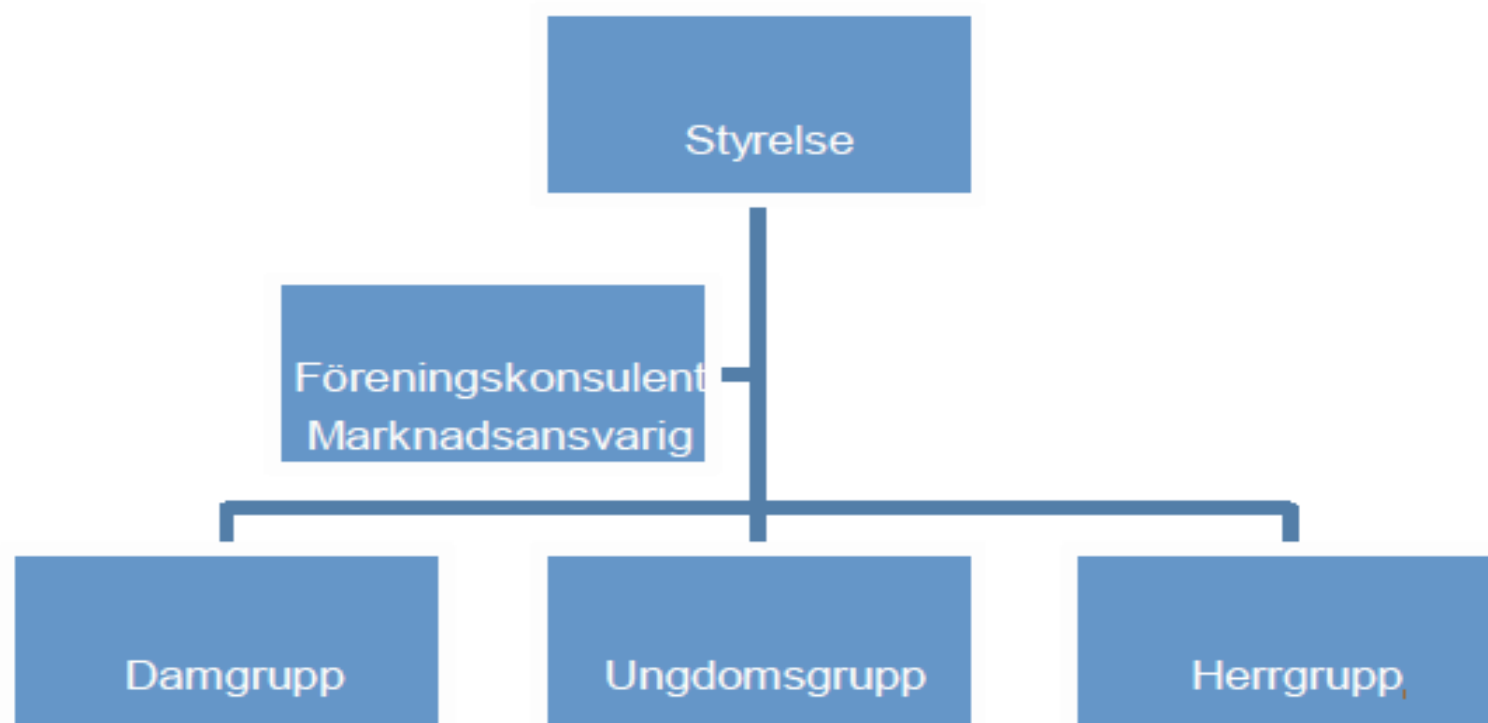 Styrelse
Föreningskonsulent
Marknadsansvarig
Damgrupp
Ungdomsgrupp
Herrgrupp